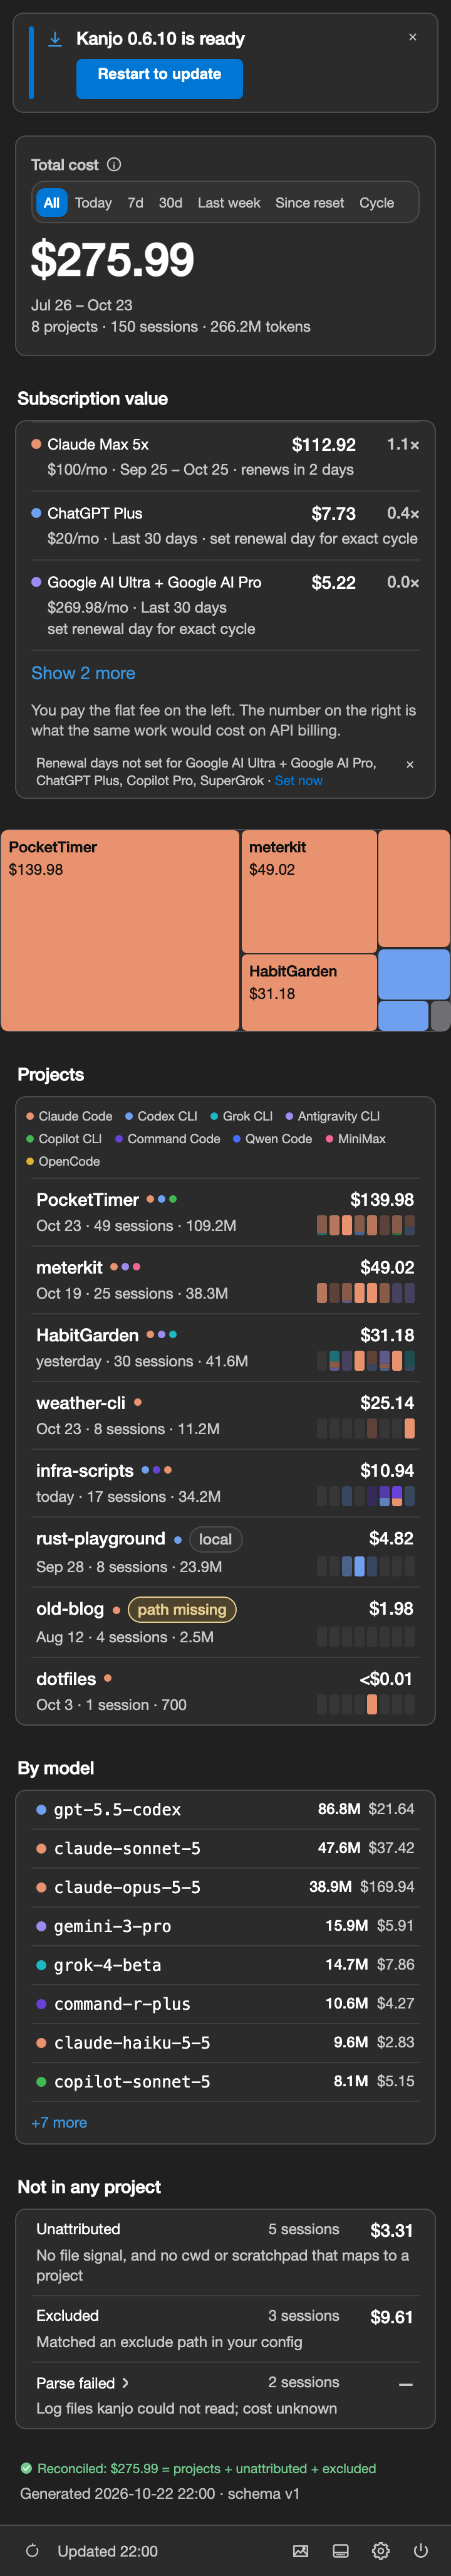 Kanjo 0.6.10 is ready
Restart to update
Total cost
All Today 7d 30d Last week Since reset Cycle
$275.99
Jul 26 – Oct 23
8 projects · 150 sessions · 266.2M tokens
Subscription value
Claude Max 5x $112.92 1.1×
$100/mo · Sep 25 – Oct 25 · renews in 2 days
ChatGPT Plus $7.73 0.4×
$20/mo · Last 30 days · set renewal day for exact cycle
Google AI Ultra + Google AI Pro $5.22 0.0×
$269.98/mo · Last 30 days
set renewal day for exact cycle
Show 2 more
You pay the flat fee on the left. The number on the right is
what the same work would cost on API billing.
Renewal days not set for Google AI Ultra + Google AI Pro,
ChatGPT Plus, Copilot Pro, SuperGrok · Set now
PocketTimer
$139.98
meterkit
$49.02
HabitGarden
$31.18
Projects
Claude Code Codex CLI Grok CLI Antigravity CLI
Copilot CLI Command Code Qwen Code MiniMax
OpenCode
PocketTimer $139.98
Oct 23 · 49 sessions · 109.2M
meterkit $49.02
Oct 19 · 25 sessions · 38.3M
HabitGarden $31.18
yesterday · 30 sessions · 41.6M
weather-cli $25.14
Oct 23 · 8 sessions · 11.2M
infra-scripts $10.94
today · 17 sessions · 34.2M
rust-playground local $4.82
Sep 28 · 8 sessions · 23.9M
old-blog path missing $1.98
Aug 12 · 4 sessions · 2.5M
dotfiles <$0.01
Oct 3 · 1 session · 700
By model
gpt-5.5-codex 86.8M $21.64
claude-sonnet-5 47.6M $37.42
claude-opus-5-5 38.9M $169.94
gemini-3-pro 15.9M $5.91
grok-4-beta 14.7M $7.86
command-r-plus 10.6M $4.27
claude-haiku-5-5 9.6M $2.83
copilot-sonnet-5 8.1M $5.15
+7 more
Not in any project
Unattributed 5 sessions $3.31
No file signal, and no cwd or scratchpad that maps to a
project
Excluded 3 sessions $9.61
Matched an exclude path in your config
Parse failed 2 sessions —
Log files kanjo could not read; cost unknown
Reconciled: $275.99 = projects + unattributed + excluded
Generated 2026-10-22 22:00 · schema v1
Updated 22:00